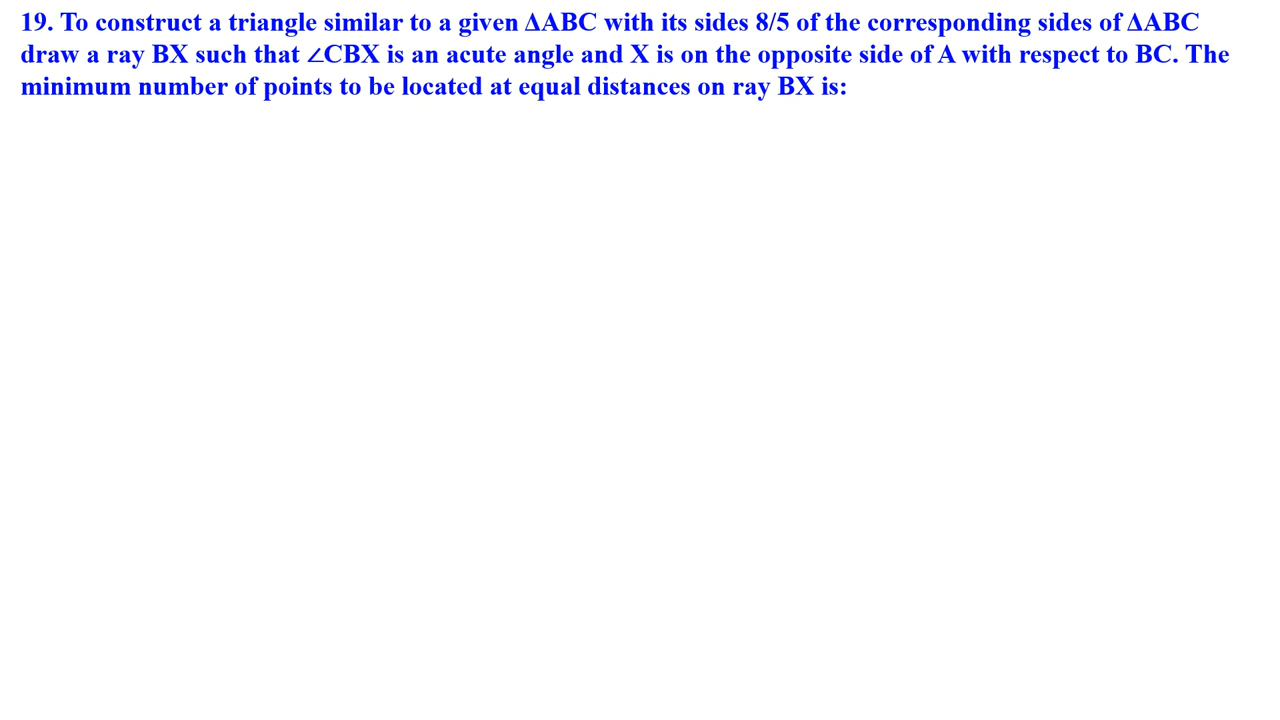 19. To construct a triangle similar to a given ΔABC with its sides 8/5 of the corresponding sides of ΔABC
draw a ray BX such that ∠CBX is an acute angle and X is on the opposite side of A with respect to BC. The
minimum number of points to be located at equal distances on ray BX is: